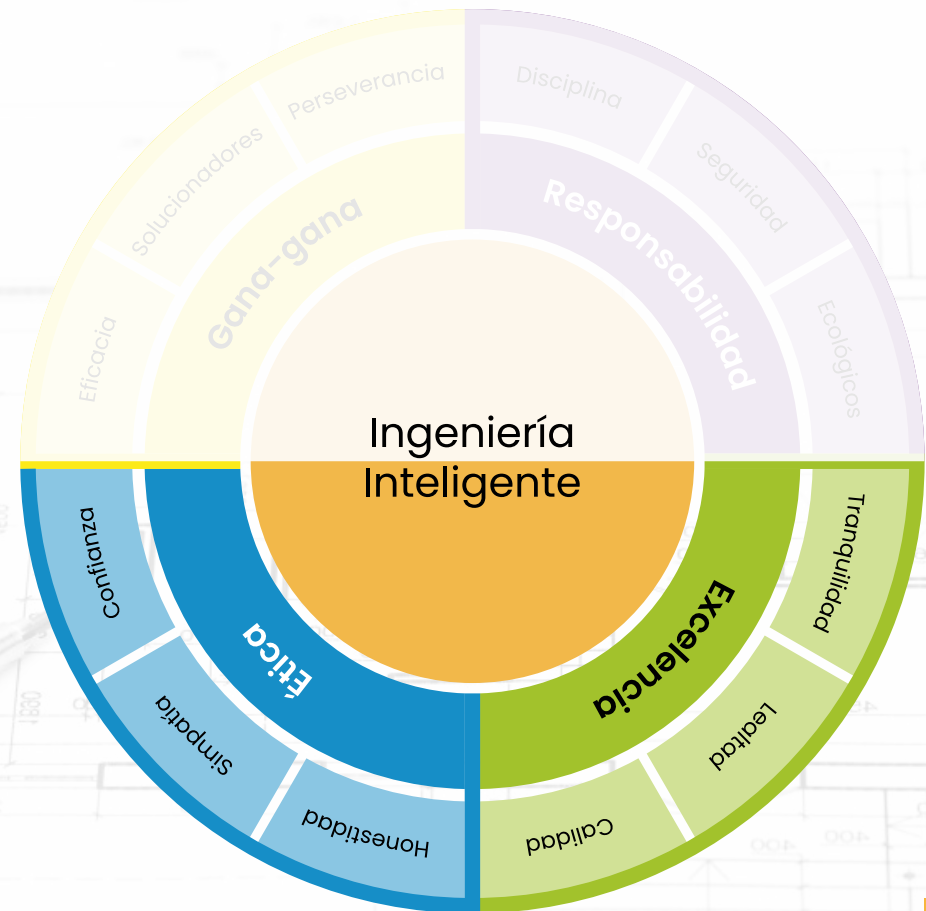 Perseverancia
Solucionadores
Eficacia
Gana-gana
Disciplina
Seguridad
Ecológicos
Responsabilidad
Ingeniería
Inteligente
Confianza
Simpatía
Honestidad
Ética
Tranquilidad
Lealtad
Calidad
Excelencia